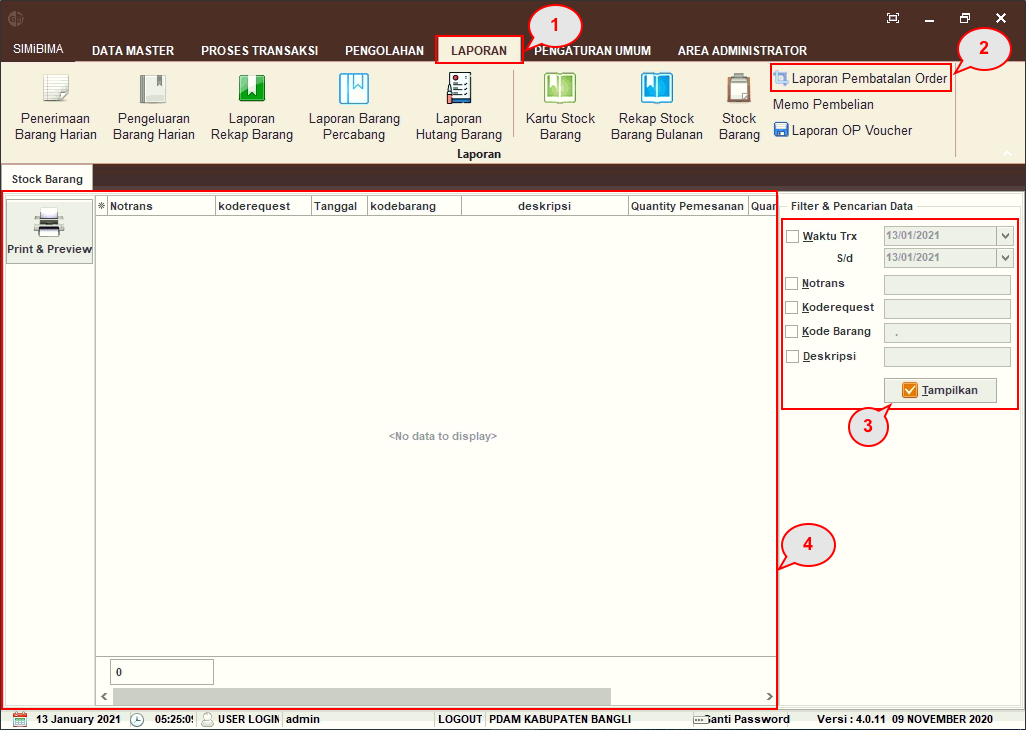 1
SIMiBIMA DATA MASTER PROSES TRANSAKSI PENGOLAHAN LAPORAN PENGATURAN UMUM AREA ADMINISTRATOR
2
Penerimaan Barang Harian
Pengeluaran Barang Harian
Laporan Rekap Barang
Laporan Barang Percabang
Laporan Hutang Barang
Kartu Stock Barang
Rekap Stock Barang Bulanan
Stock Barang
Laporan Pembatalan Order
Memo Pembelian
Laporan OP Voucher
Laporan
Stock Barang
Print & Preview
Notrans koderequest Tanggal kodebarang deskripsi Quantity Pemesanan Quan
<No data to display>
0
Filter & Pencarian Data
Waktu Trx 13/01/2021
S/d 13/01/2021
Notrans
Koderequest
Kode Barang .
Deskripsi
Tampilkan
3
4
13 January 2021 05:25:0 USER LOGIN admin LOGOUT PDAM KABUPATEN BANGLI Ganti Password Versi : 4.0.11 09 NOVEMBER 2020